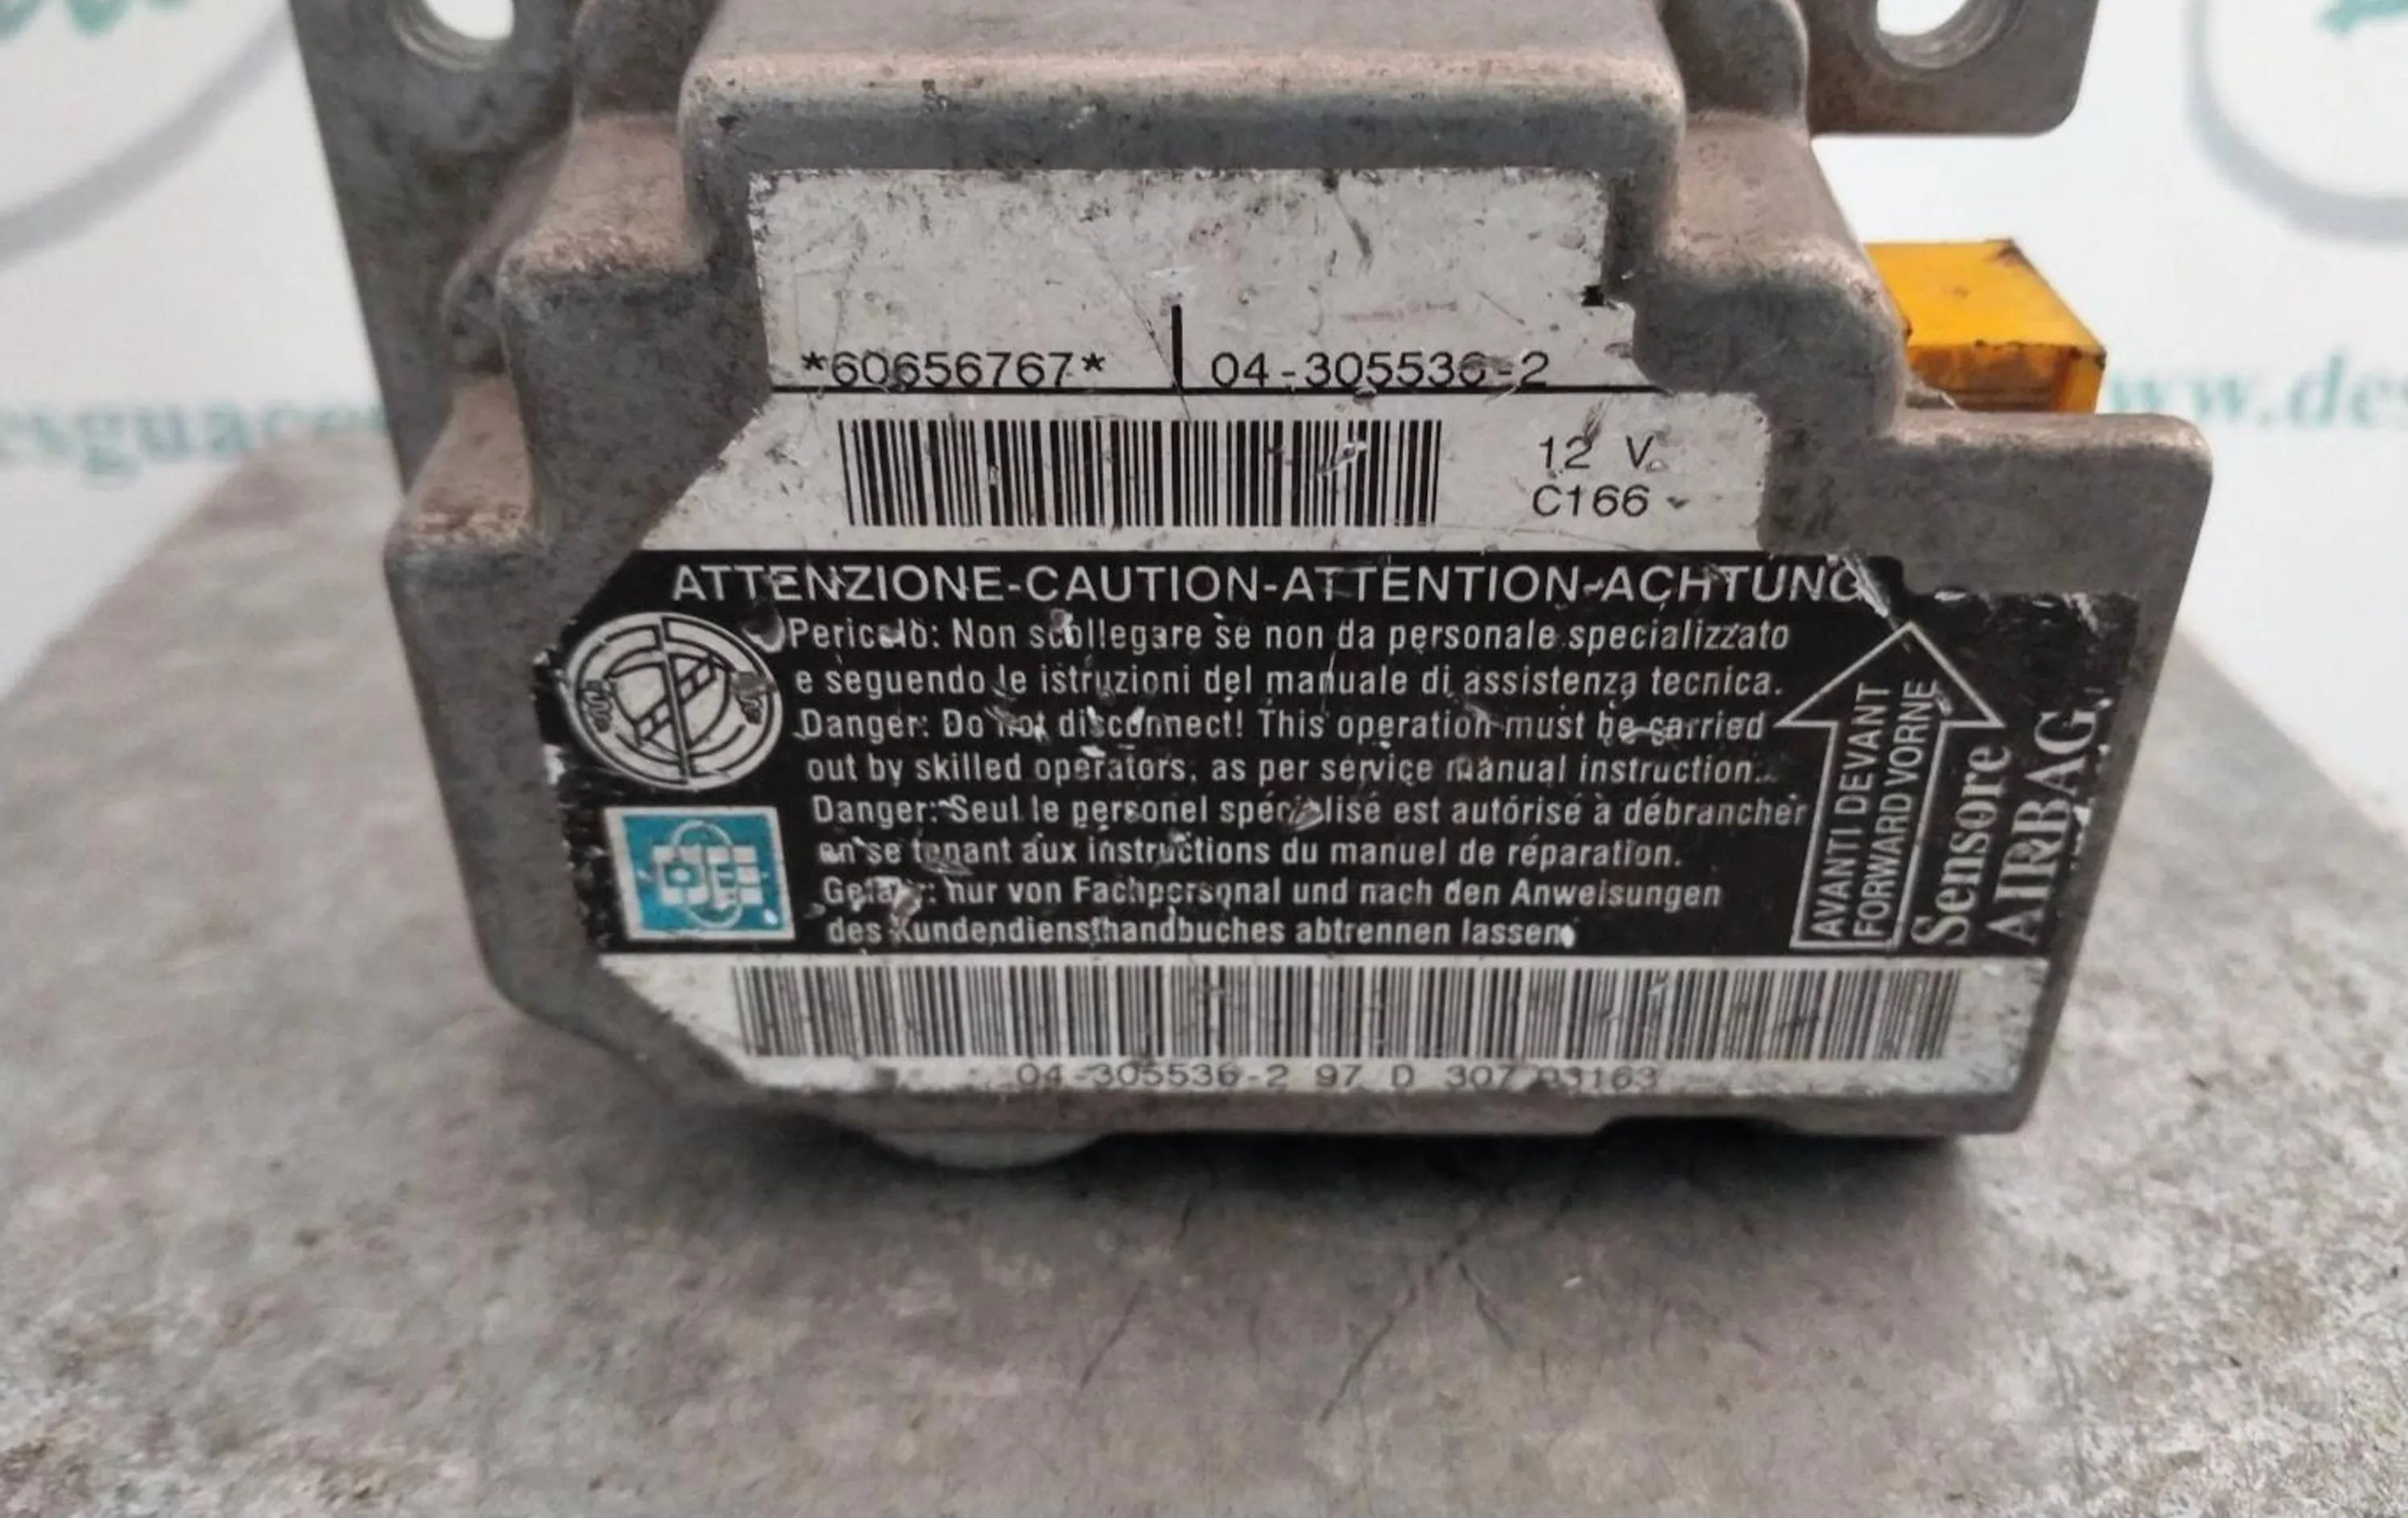 *60656767* 04-305536-2
12 V.
C166
ATTENZIONE-CAUTION-ATTENTION-ACHTUNG
Pericolo: Non scollegare se non da personale specializzato
e seguendo le istruzioni del manuale di assistenza tecnica.
Danger: Do not disconnect! This operation must be carried
out by skilled operators, as per service manual instruction.
Danger: Seul le personel spécialisé est autórisé à débrancher
en se tenant aux instructions du manuel de réparation.
Gefahr: nur von Fachpersonal und nach den Anweisungen
des Kundendiensthandbuches abtrennen lassen.
AVANTI DEVANT
FORWARD VORNE
Sensore
AIRBAG
04-305536-2 97 D 307 03163